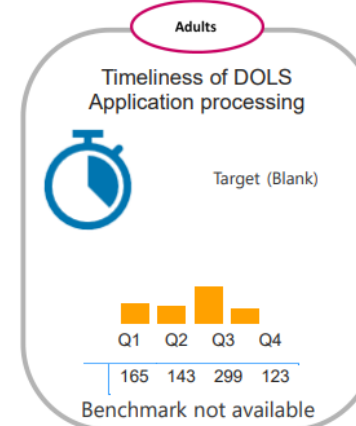 Adults
Timeliness of DOLS
Application processing
Target (Blank)
Q1 Q2 Q3 Q4
165 143 299 123
Benchmark not available